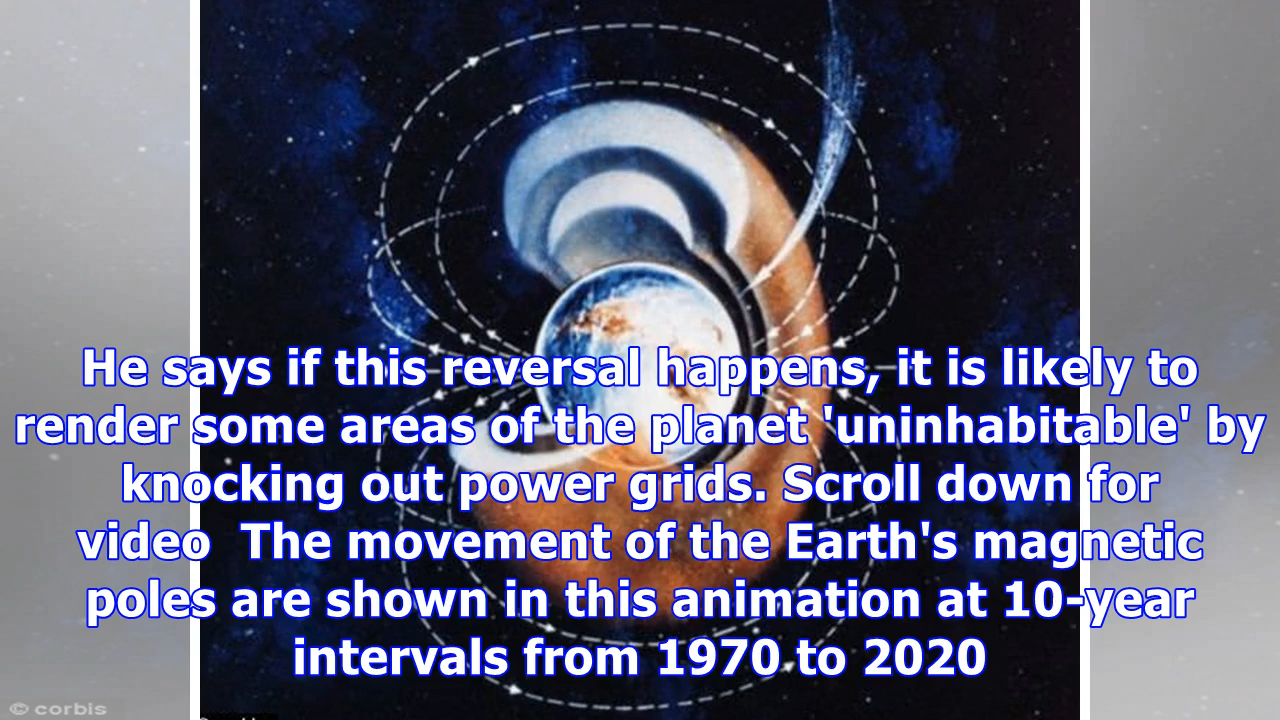 He says if this reversal happens, it is likely to
render some areas of the planet 'uninhabitable' by
knocking out power grids. Scroll down for
video  The movement of the Earth's magnetic
poles are shown in this animation at 10-year
intervals from 1970 to 2020
© corbis